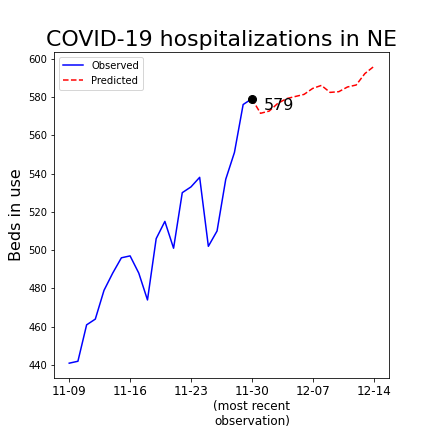 COVID-19 hospitalizations in NE
Observed
Predicted
600
580
560
540
520
500
480
460
440
Beds in use
579
11-09 11-16 11-23 11-30 12-07 12-14
(most recent
observation)